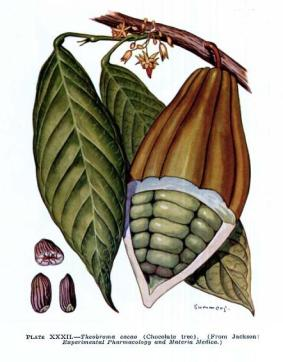 PLATE XXXII.—Theobroma cacao (Chocolate tree). (From Jackson:
Experimental Pharmacology and Materia Medica.)